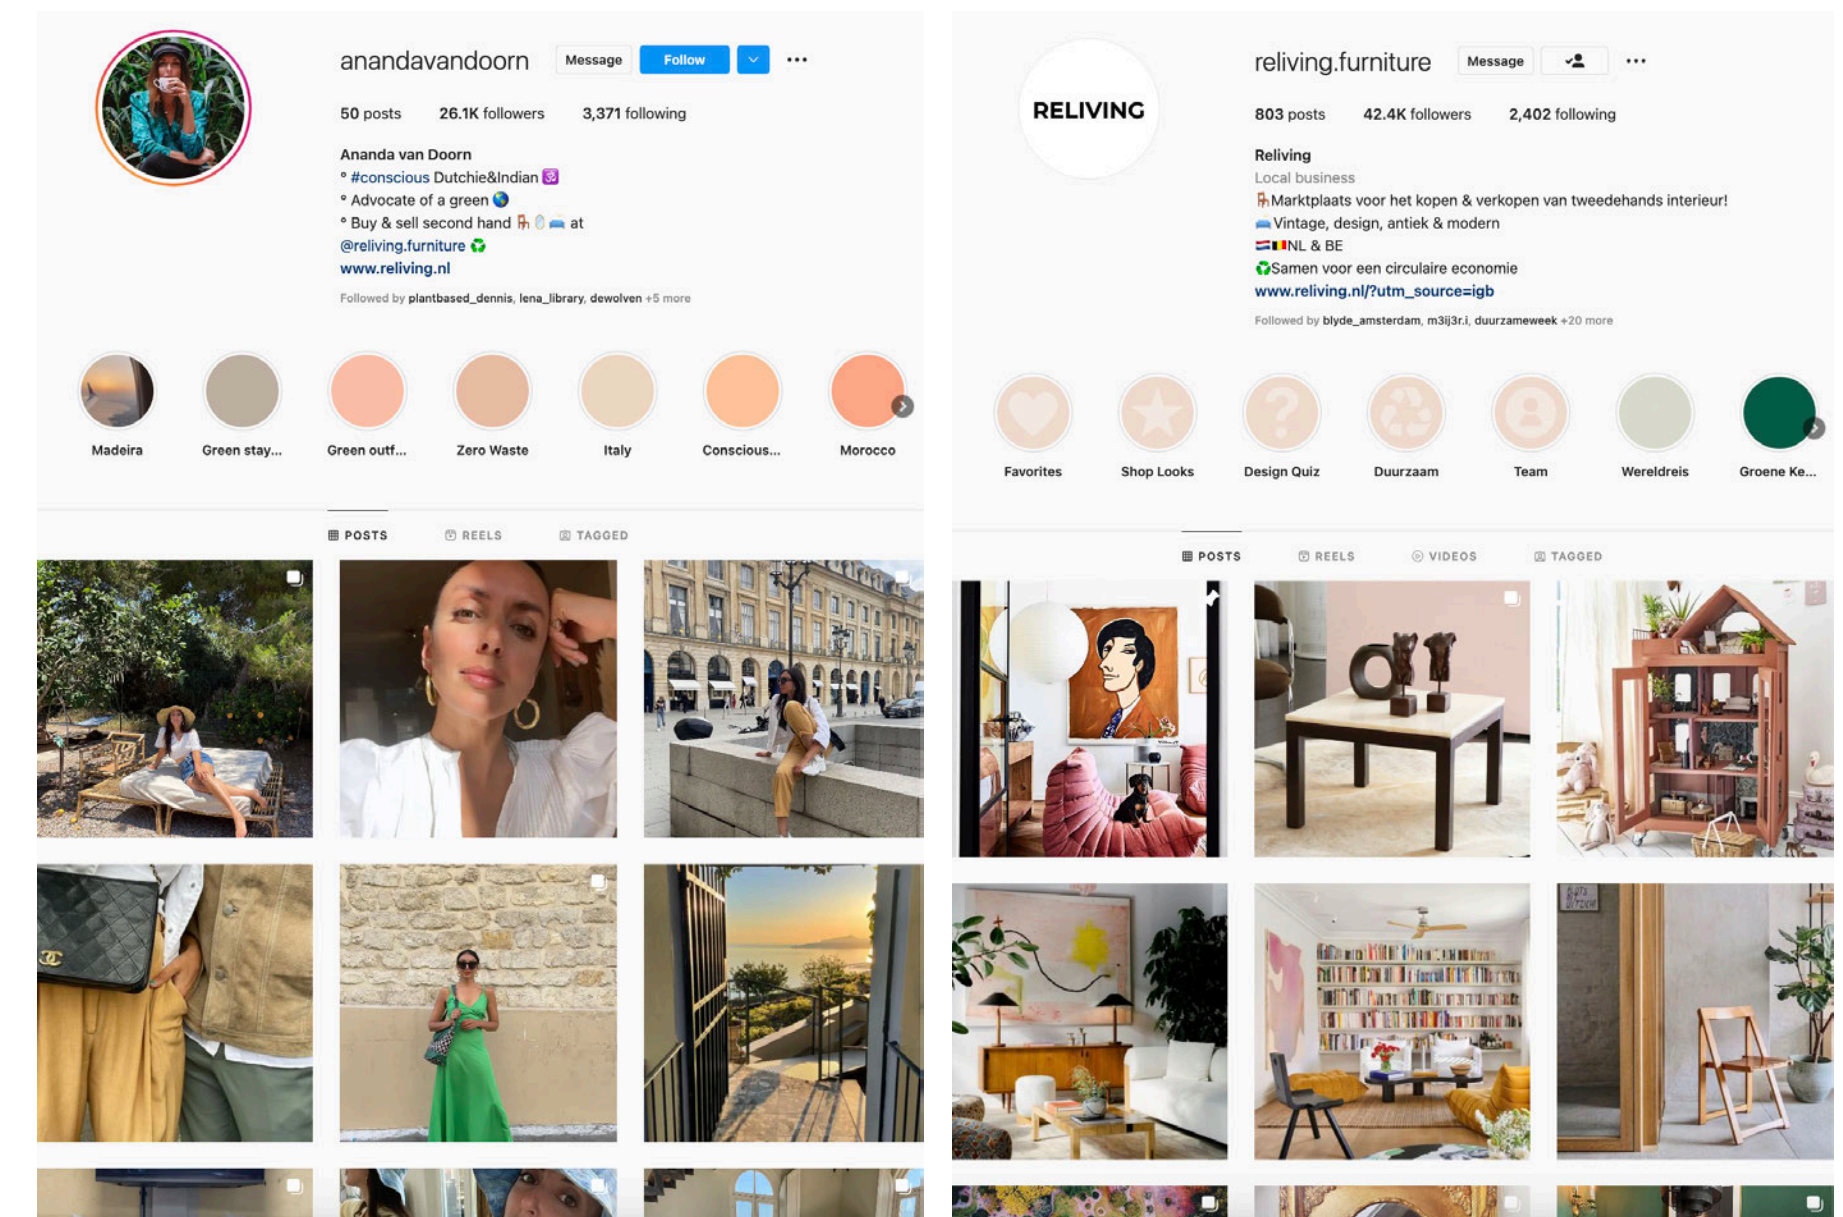 anandavandoorn Message Follow
50 posts 26.1K followers 3,371 following
Ananda van Doorn
° #conscious Dutchie&Indian 🕉
° Advocate of a green 🌎
° Buy & sell second hand 🪑🪞🛋 at
@reliving.furniture ♻
www.reliving.nl
Followed by plantbased_dennis, lena_library, dewolven +5 more
Madeira Green stay... Green outf... Zero Waste Italy Conscious... Morocco
POSTS REELS TAGGED
RELIVING
reliving.furniture Message
803 posts 42.4K followers 2,402 following
Reliving
Local business
🪑Marktplaats voor het kopen & verkopen van tweedehands interieur!
🛋Vintage, design, antiek & modern
🇳🇱🇧🇪NL & BE
♻Samen voor een circulaire economie
www.reliving.nl/?utm_source=igb
Followed by blyde_amsterdam, m3ij3r.i, duurzameweek +20 more
Favorites Shop Looks Design Quiz Duurzaam Team Wereldreis Groene Ke...
POSTS REELS VIDEOS TAGGED